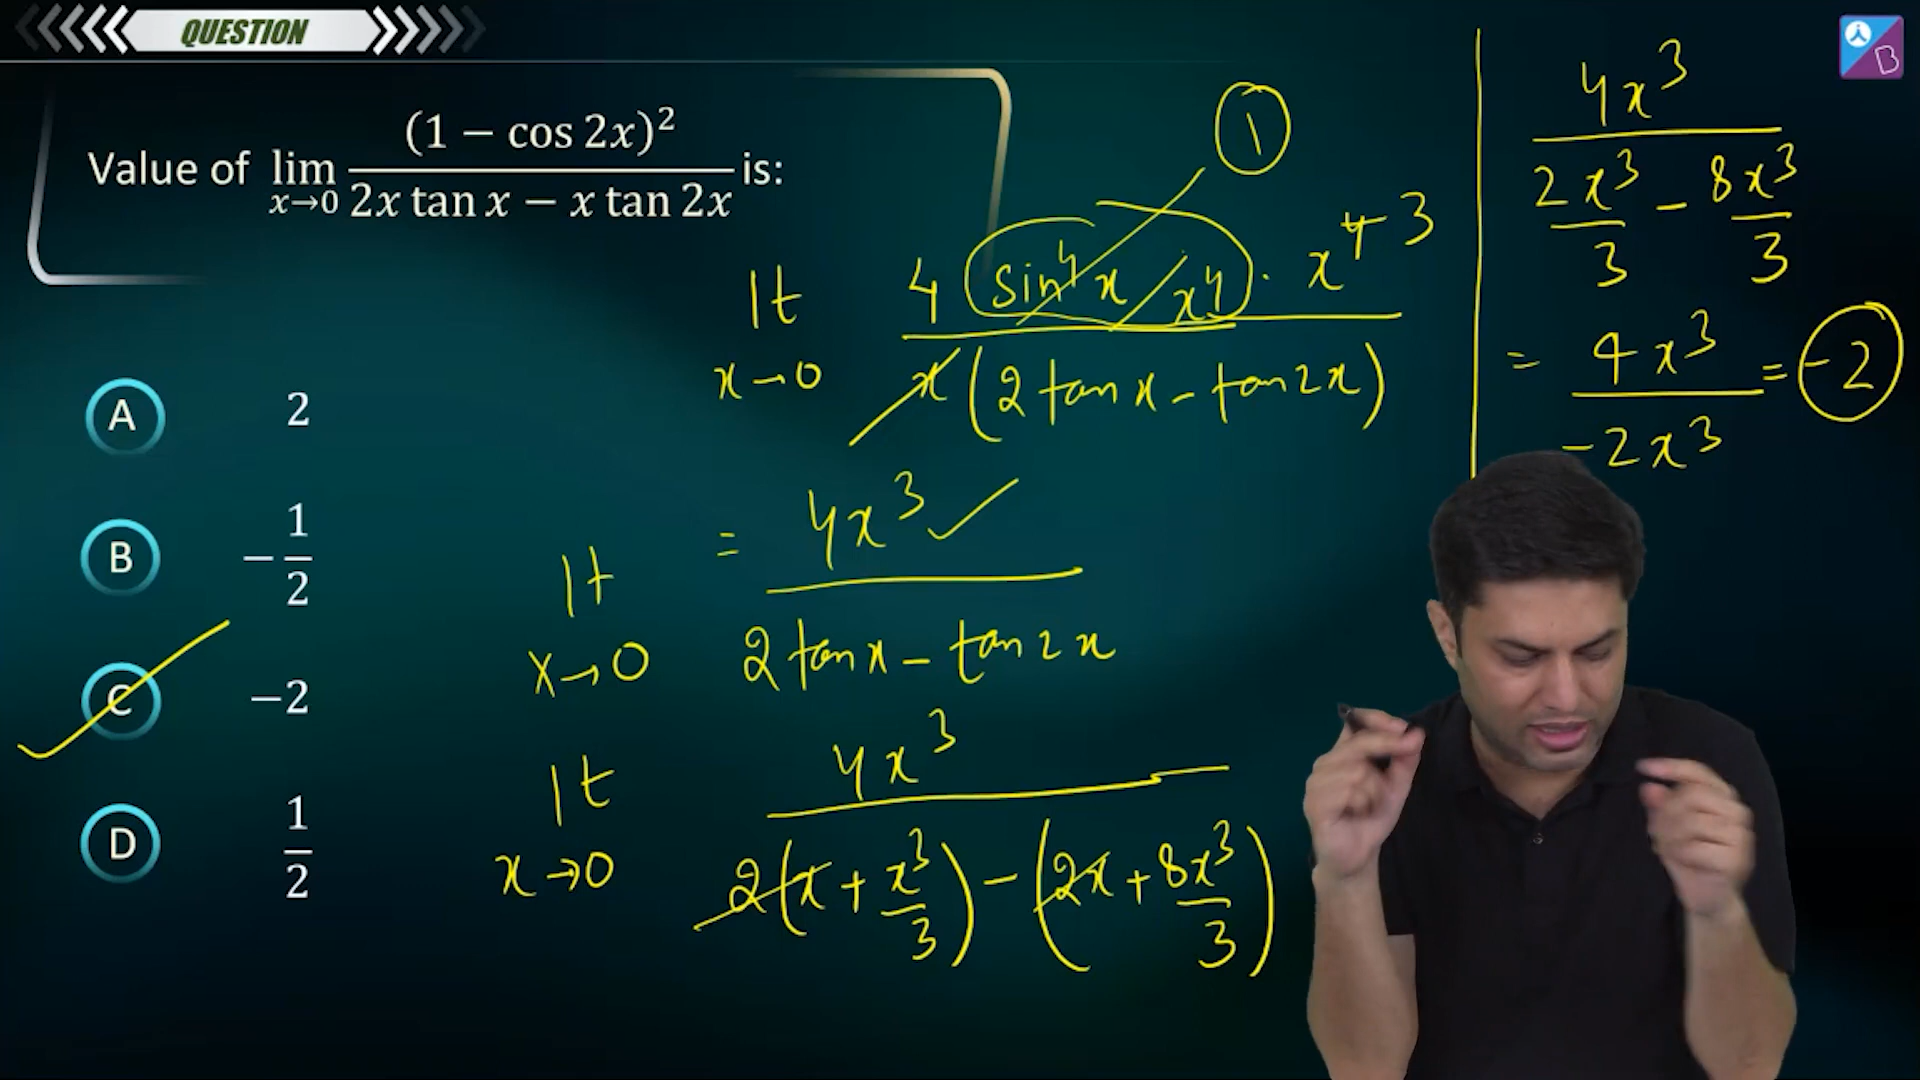 QUESTION
Value of lim x→0 (1 − cos 2x)² / (2x tan x − x tan 2x) is:
A 2
B −1/2
C −2
D 1/2
1
lt x→0 4 sin⁴x / x⁴ · x⁴ 3
x (2 tan x − tan 2x)
lt x→0 = 4x³
2 tan x − tan 2x
lt x→0 4x³
2(x + x³/3) − (2x + 8x³/3)
4x³
2x³/3 − 8x³/3
= 4x³ / −2x³ = −2
B